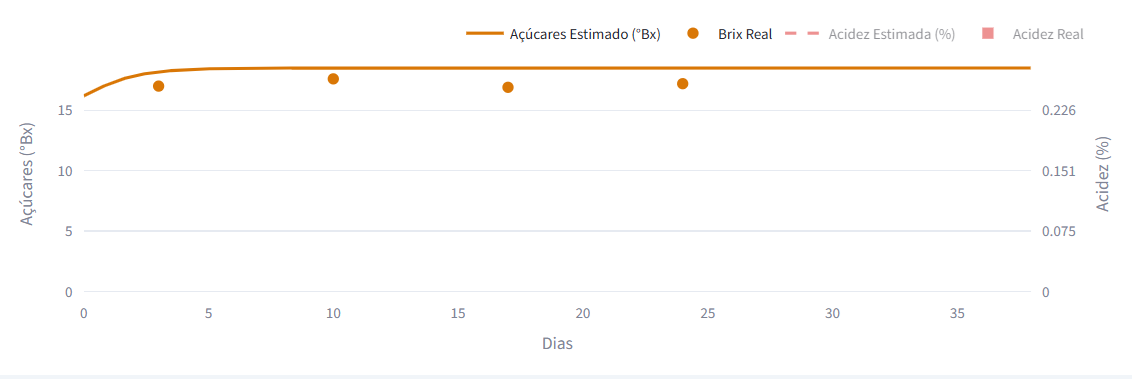 Açúcares Estimado (°Bx) Brix Real Acidez Estimada (%) Acidez Real
Açúcares (°Bx)
15
10
5
0
0.226
0.151
0.075
0
Acidez (%)
0 5 10 15 20 25 30 35
Dias